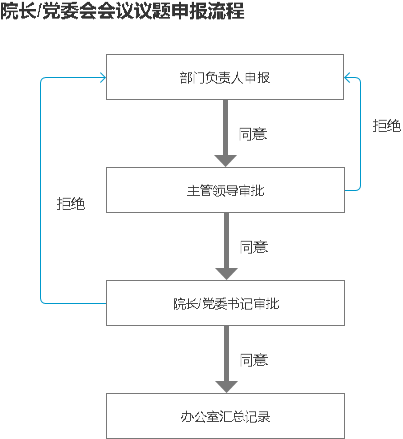 院长/党委会会议议题申报流程
部门负责人申报
同意
拒绝
主管领导审批
拒绝
同意
院长/党委书记审批
同意
办公室汇总记录